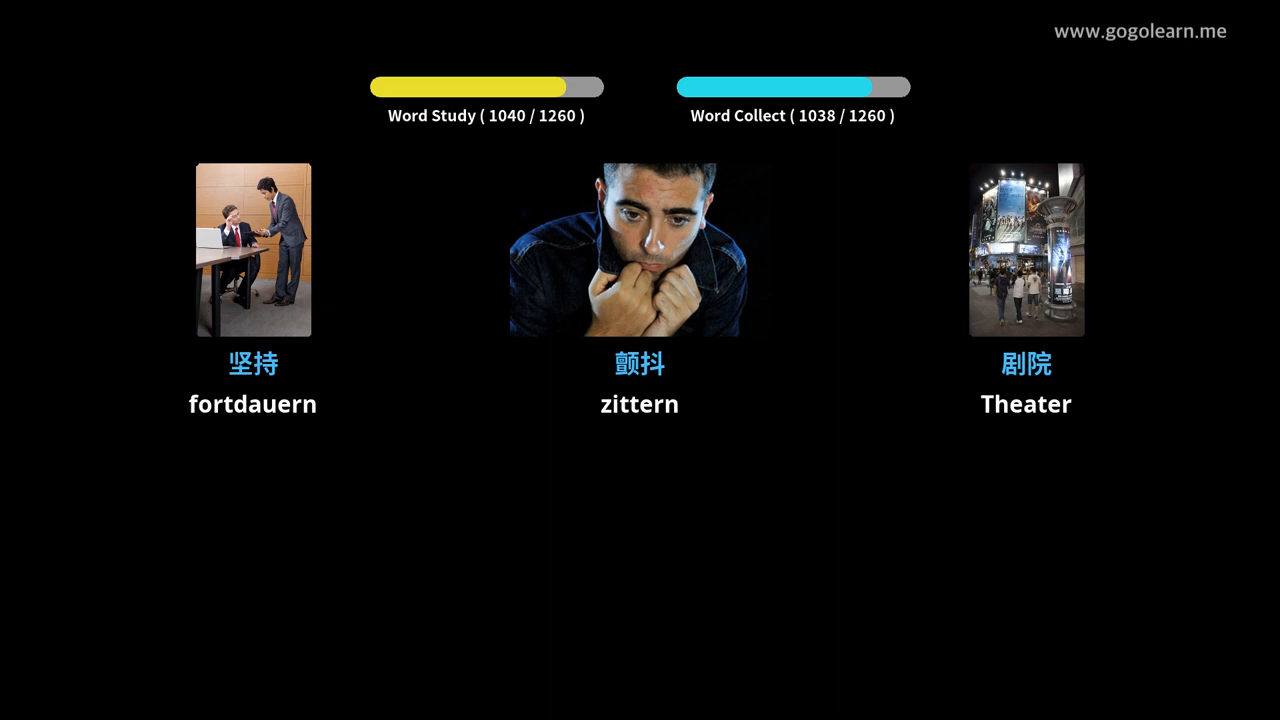 www.gogolearn.me
Word Study ( 1040 / 1260 )
Word Collect ( 1038 / 1260 )
坚持
颤抖
剧院
fortdauern
zittern
Theater